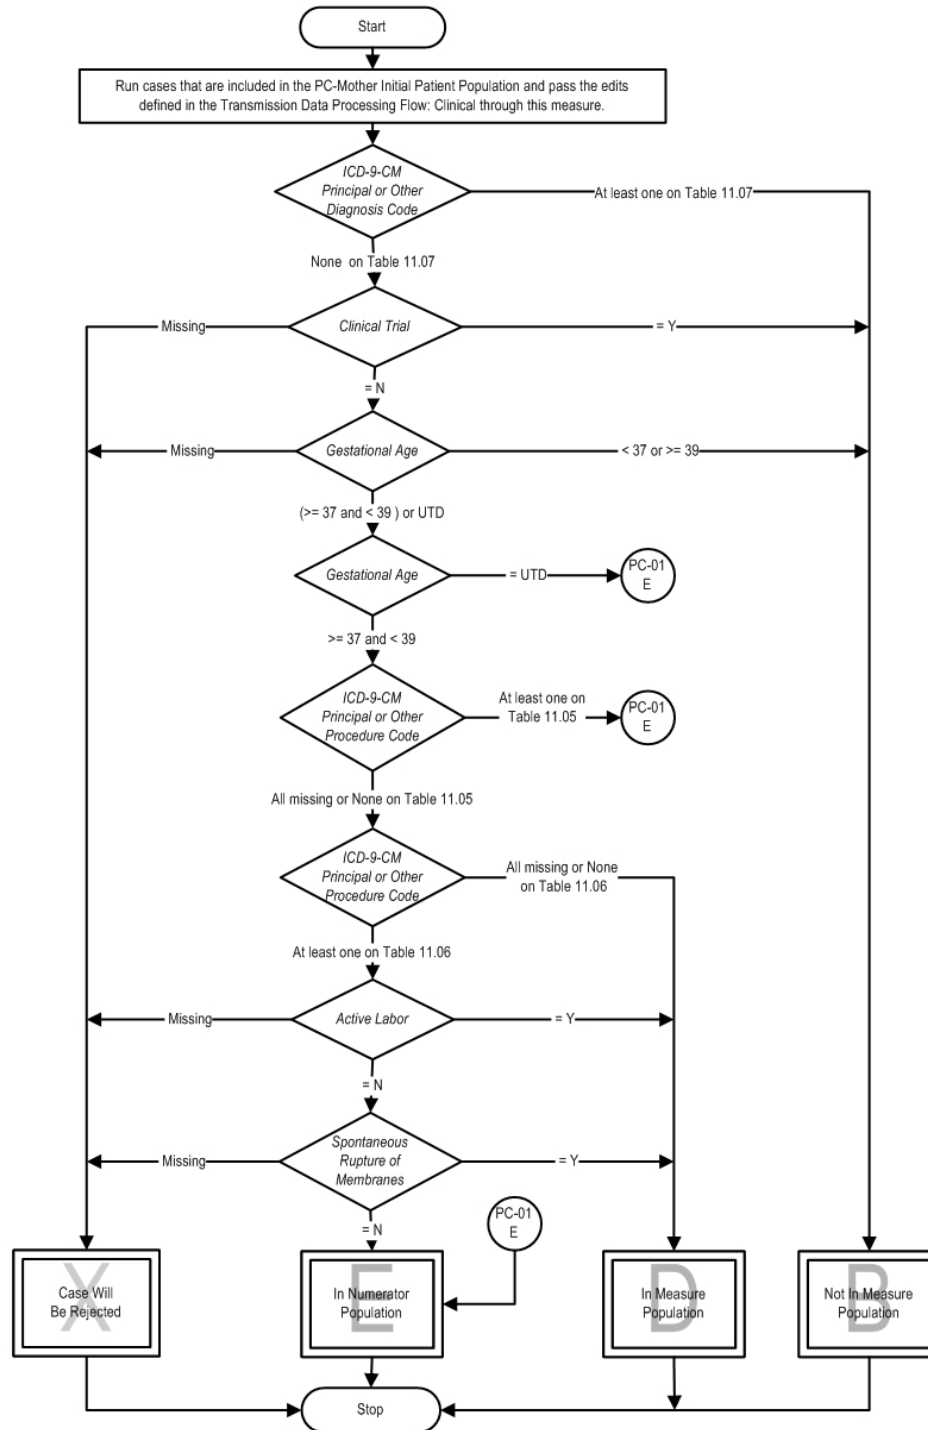 Start
Run cases that are included in the PC-Mother Initial Patient Population and pass the edits
defined in the Transmission Data Processing Flow: Clinical through this measure.
ICD-9-CM
Principal or Other
Diagnosis Code
At least one on Table 11.07
None on Table 11.07
Missing
Clinical Trial
= Y
= N
Missing
Gestational Age
< 37 or >= 39
(>= 37 and < 39 ) or UTD
Gestational Age
= UTD
PC-01
E
>= 37 and < 39
ICD-9-CM
Principal or Other
Procedure Code
At least one on
Table 11.05
PC-01
E
All missing or None on Table 11.05
ICD-9-CM
Principal or Other
Procedure Code
All missing or None
on Table 11.06
At least one on Table 11.06
Missing
Active Labor
= Y
= N
Missing
Spontaneous
Rupture of
Membranes
= Y
= N
PC-01
E
X
Case Will
Be Rejected
E
In Numerator
Population
D
In Measure
Population
B
Not In Measure
Population
Stop